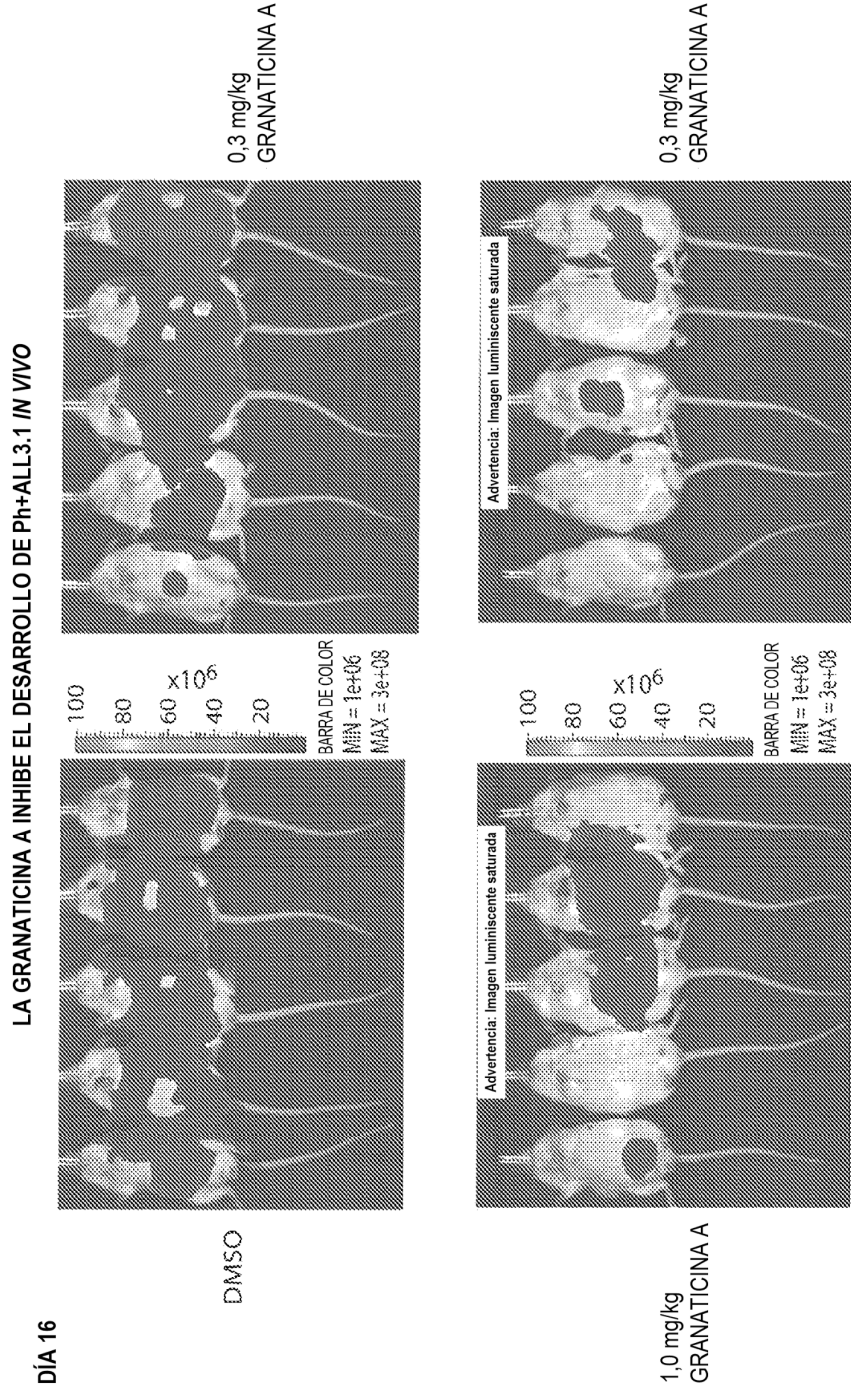 DÍA 16
LA GRANATICINA A INHIBE EL DESARROLLO DE Ph+ALL3.1 IN VIVO
DMSO
100
80
60
x10⁶
40
20
BARRA DE COLOR
MIN = 1e+06
MAX = 3e+08
0,3 mg/kg
GRANATICINA A
1,0 mg/kg
GRANATICINA A
Advertencia: Imagen luminiscente saturada
100
80
60
x10⁶
40
20
BARRA DE COLOR
MIN = 1e+06
MAX = 3e+08
Advertencia: Imagen luminiscente saturada
0,3 mg/kg
GRANATICINA A